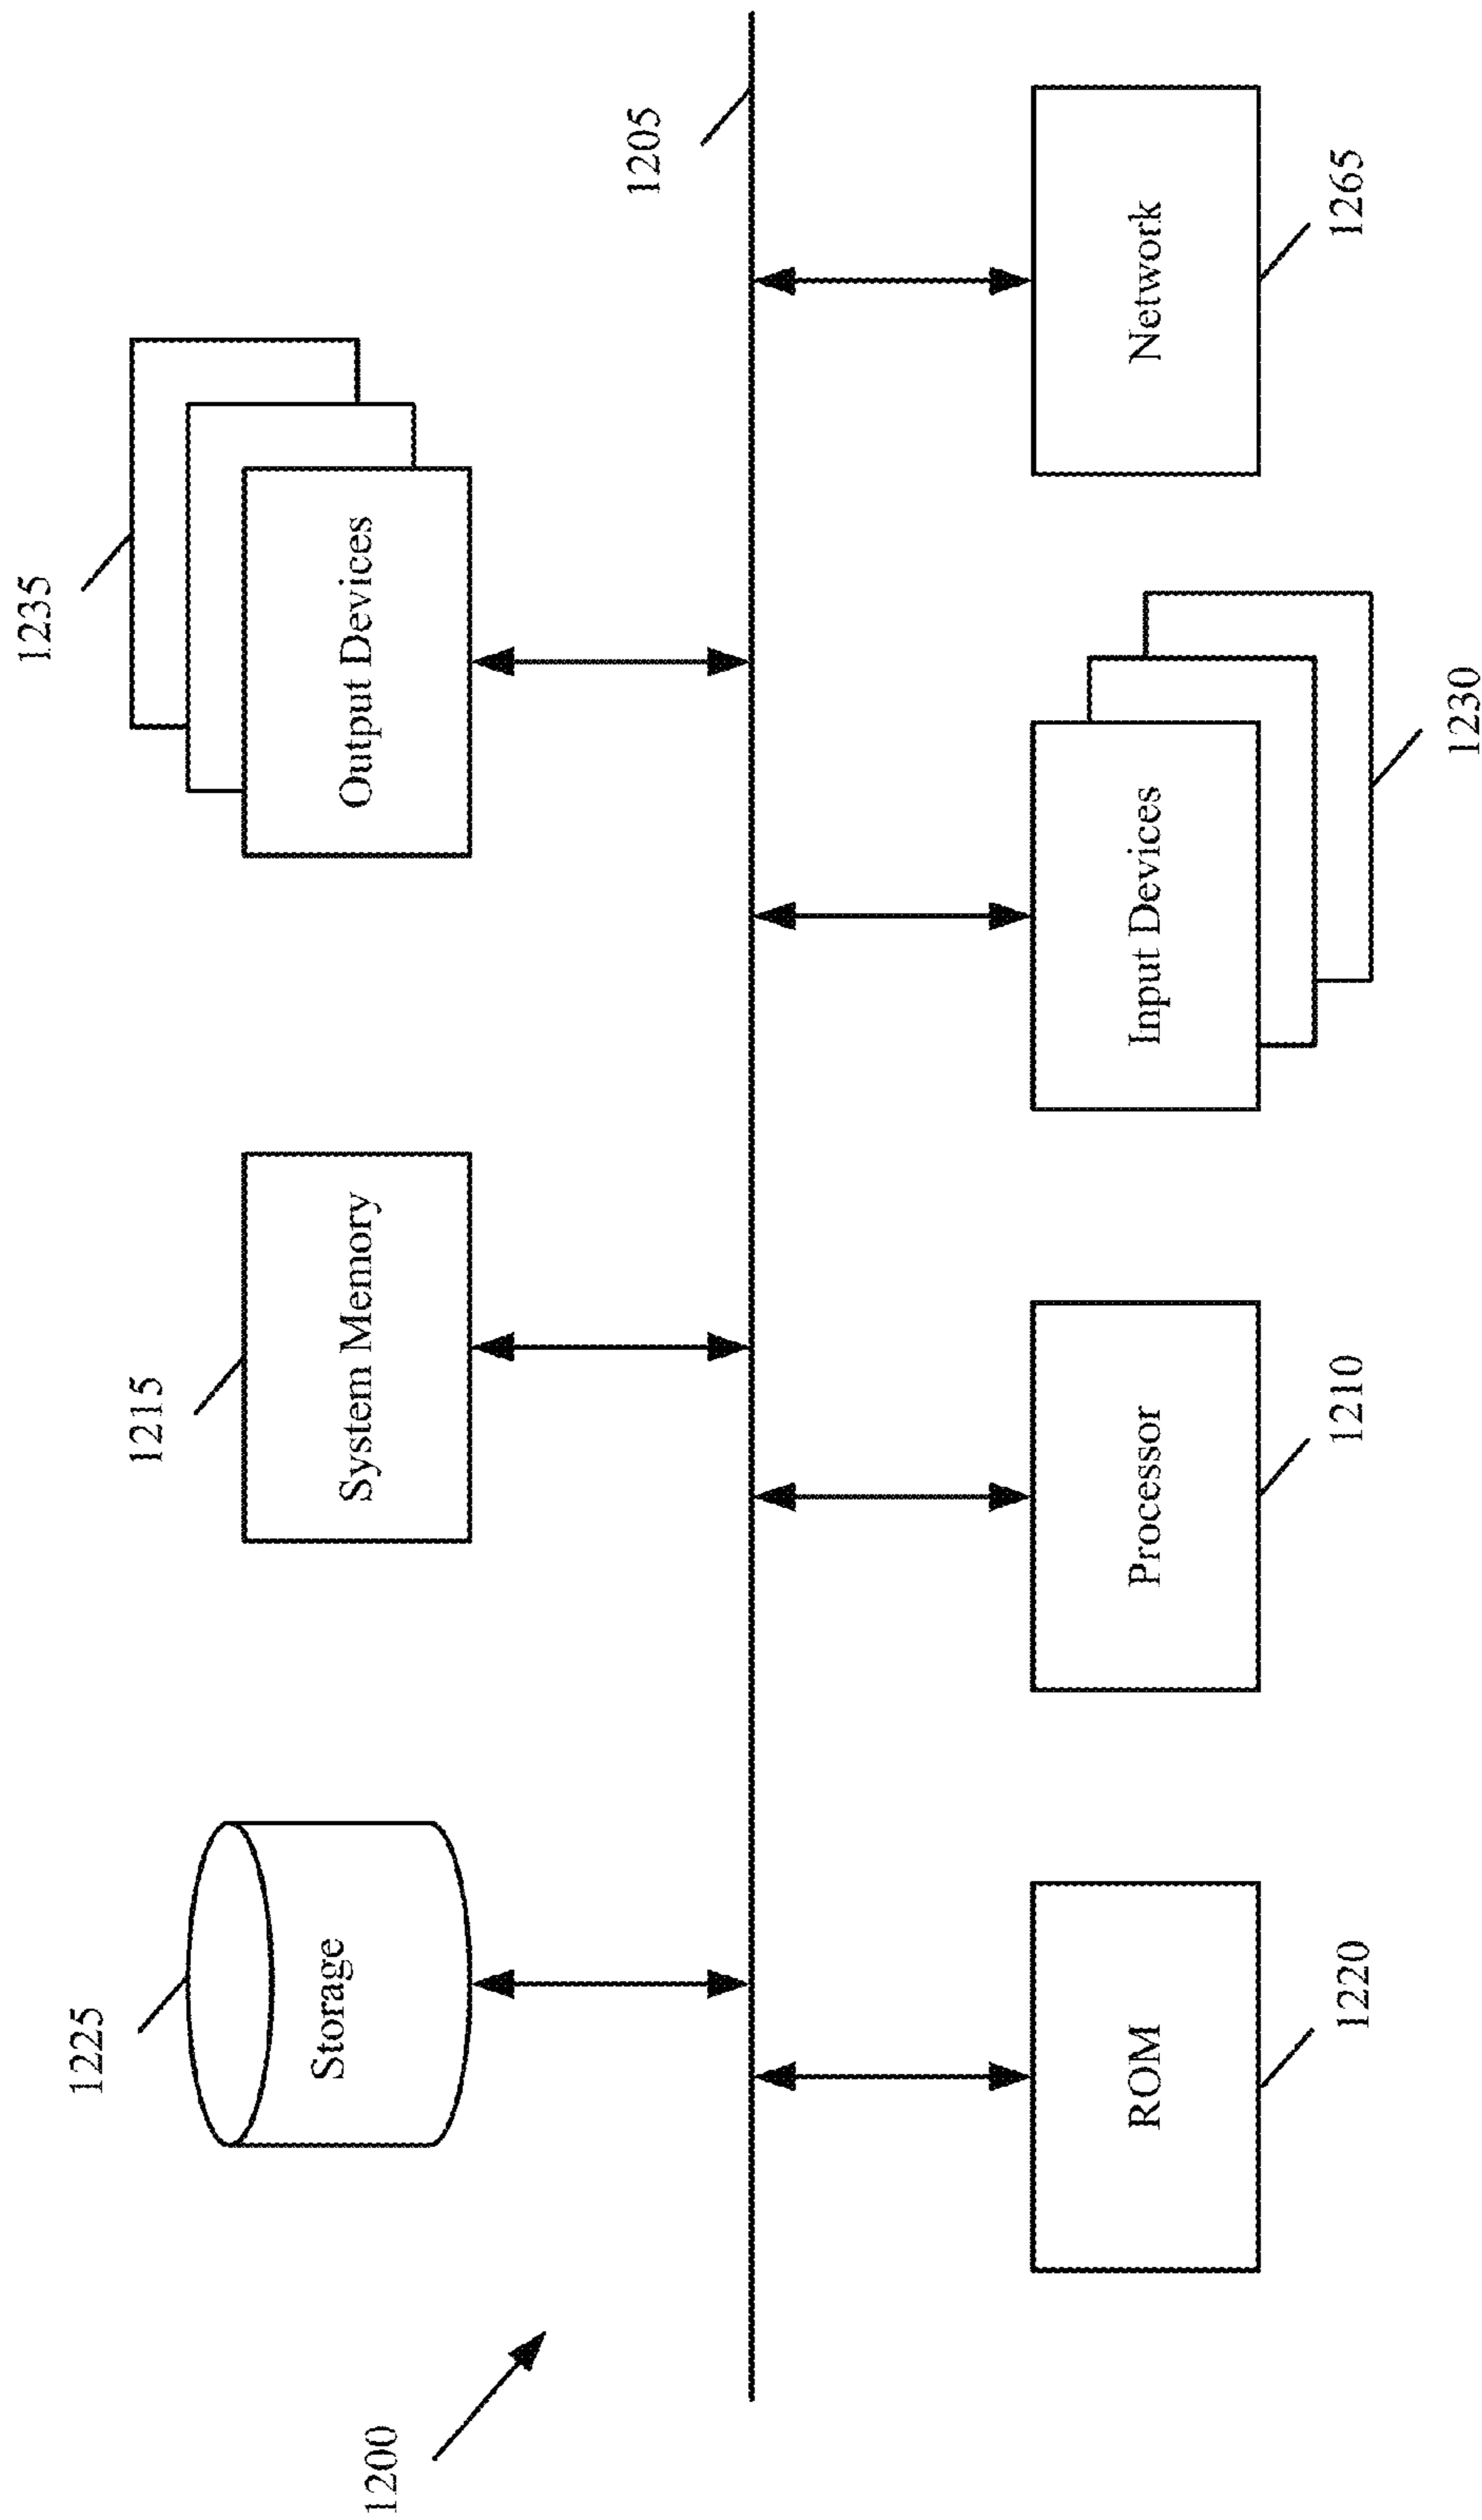 1200
1225
Storage
1215
System Memory
1235
Output Devices
1205
ROM
1220
Processor
1210
Input Devices
1230
Network
1265